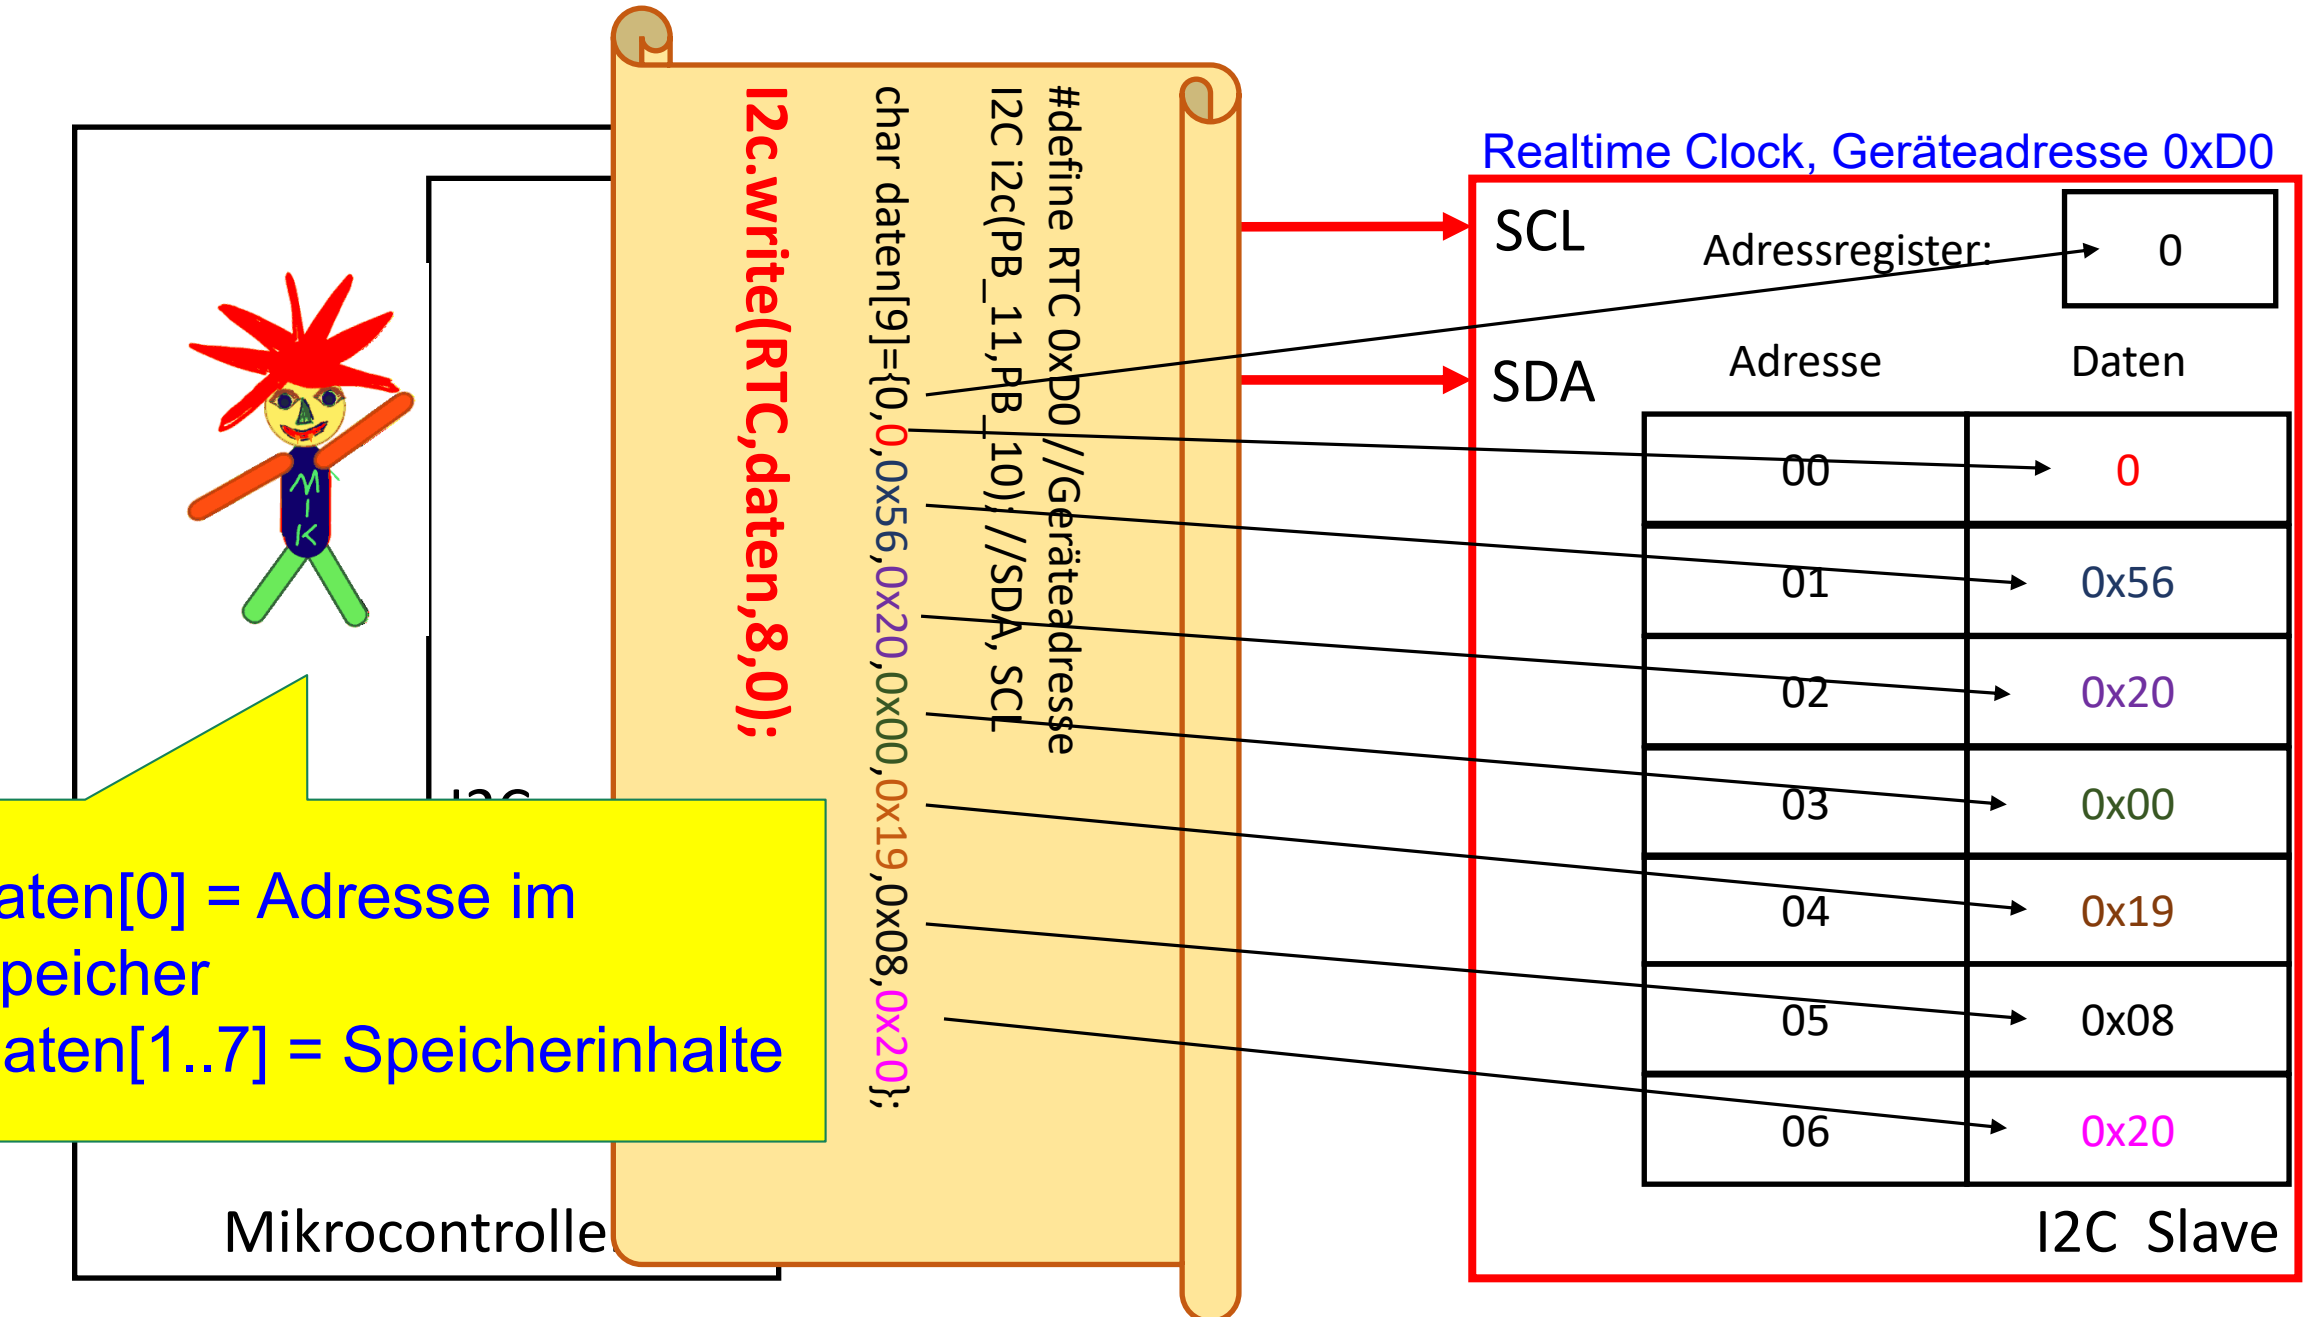 #define RTC 0xD0 //Geräteadresse
I2C i2c(PB_11,PB_10); //SDA, SCL
char daten[9]={0,0,0x56,0x20,0x00,0x19,0x08,0x20};
I2c.write(RTC,daten,8,0);
MIK
I2C
aten[0] = Adresse im
peicher
aten[1..7] = Speicherinhalte
Mikrocontrolle
Realtime Clock, Geräteadresse 0xD0
SCL
Adressregister: 0
SDA
Adresse Daten
00 0
01 0x56
02 0x20
03 0x00
04 0x19
05 0x08
06 0x20
I2C Slave